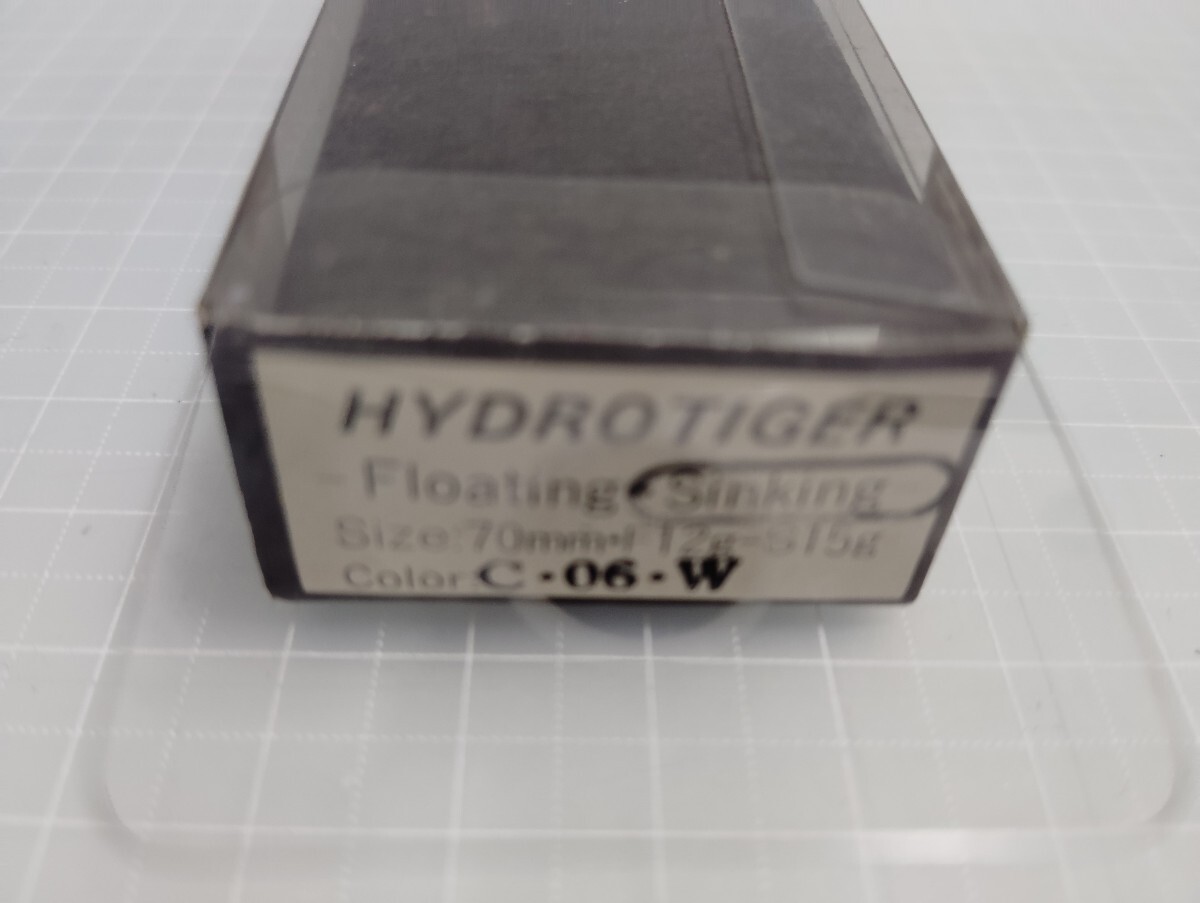 HYDROTIGER
-Floating・Sinking
Size:70mm・F12g-S15g
Color:C・06・W